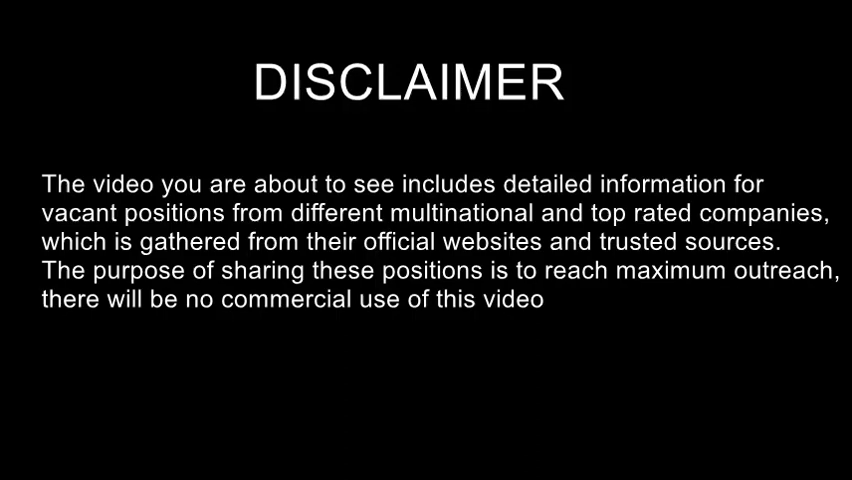 DISCLAIMER
The video you are about to see includes detailed information for
vacant positions from different multinational and top rated companies,
which is gathered from their official websites and trusted sources.
The purpose of sharing these positions is to reach maximum outreach,
there will be no commercial use of this video